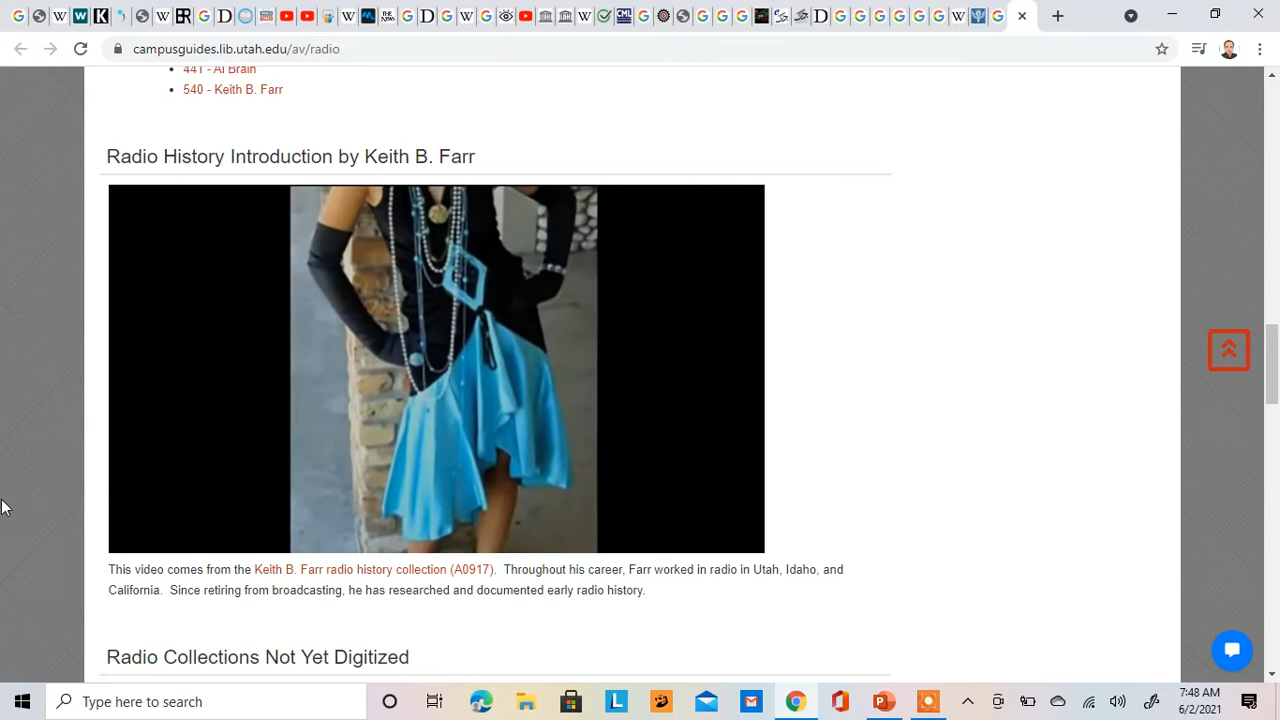 campusguides.lib.utah.edu/av/radio
441 - Al Brain
540 - Keith B. Farr
Radio History Introduction by Keith B. Farr
This video comes from the Keith B. Farr radio history collection (A0917). Throughout his career, Farr worked in radio in Utah, Idaho, and
California. Since retiring from broadcasting, he has researched and documented early radio history.
Radio Collections Not Yet Digitized
Type here to search
7:48 AM
6/2/2021